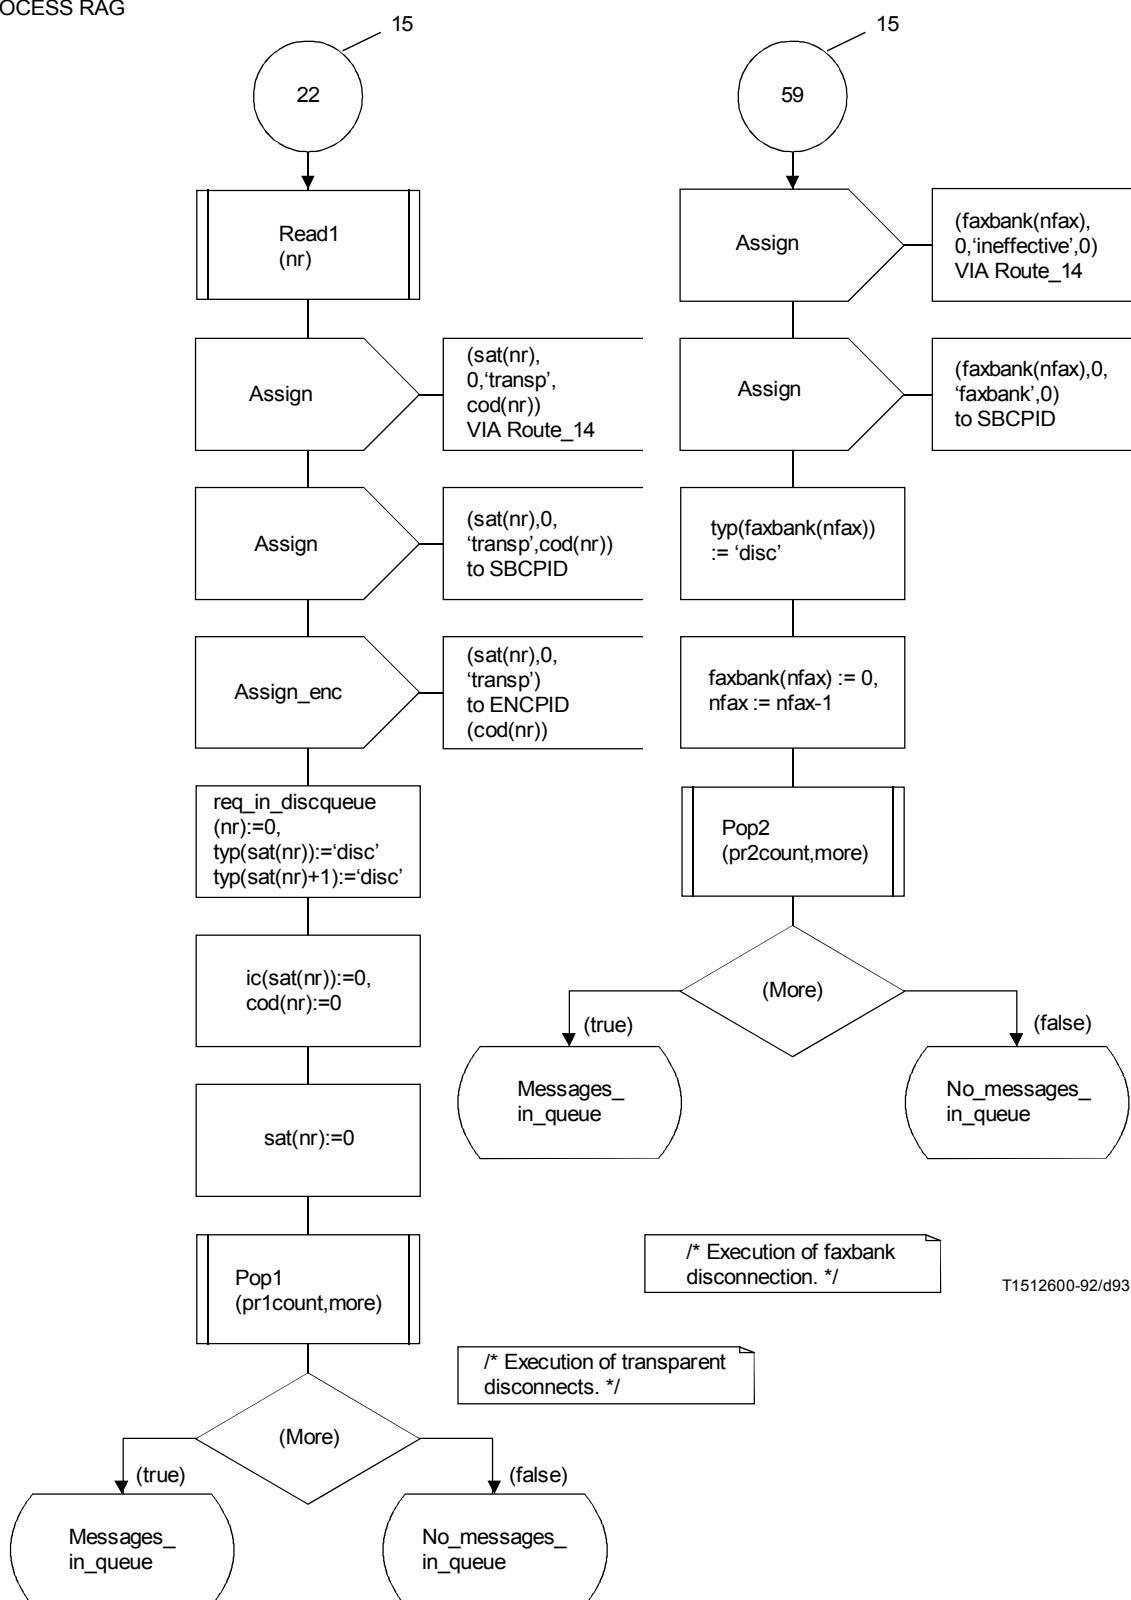 OCESS RAG
15
22
Read1
(nr)
Assign
(sat(nr),
0,‘transp’,
cod(nr))
VIA Route_14
Assign
(sat(nr),0,
‘transp’,cod(nr))
to SBCPID
Assign_enc
(sat(nr),0,
‘transp’)
to ENCPID
(cod(nr))
req_in_discqueue
(nr):=0,
typ(sat(nr)):=‘disc’
typ(sat(nr)+1):=‘disc’
ic(sat(nr)):=0,
cod(nr):=0
sat(nr):=0
Pop1
(pr1count,more)
/* Execution of transparent
disconnects. */
(More)
(true)
(false)
Messages_
in_queue
No_messages_
in_queue
15
59
Assign
(faxbank(nfax),
0,‘ineffective’,0)
VIA Route_14
Assign
(faxbank(nfax),0,
‘faxbank’,0)
to SBCPID
typ(faxbank(nfax))
:= ‘disc’
faxbank(nfax) := 0,
nfax := nfax-1
Pop2
(pr2count,more)
(More)
(true)
(false)
Messages_
in_queue
No_messages_
in_queue
/* Execution of faxbank
disconnection. */
T1512600-92/d93